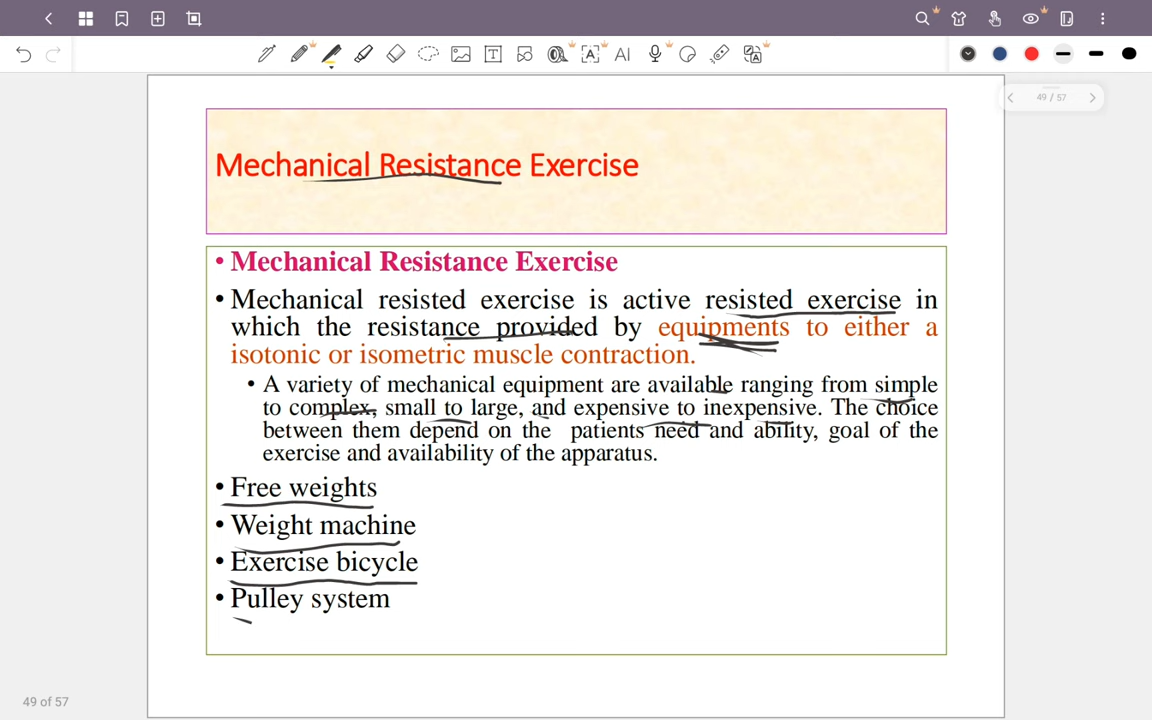 49 / 57
Mechanical Resistance Exercise
• Mechanical Resistance Exercise
• Mechanical resisted exercise is active resisted exercise in
which the resistance provided by equipments to either a
isotonic or isometric muscle contraction.
• A variety of mechanical equipment are available ranging from simple
to complex, small to large, and expensive to inexpensive. The choice
between them depend on the patients need and ability, goal of the
exercise and availability of the apparatus.
• Free weights
• Weight machine
• Exercise bicycle
• Pulley system
49 of 57